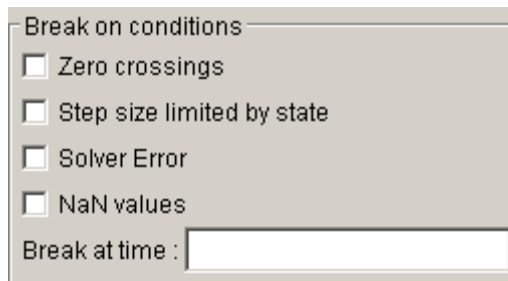 Break on conditions
Zero crossings
Step size limited by state
Solver Error
NaN values
Break at time :